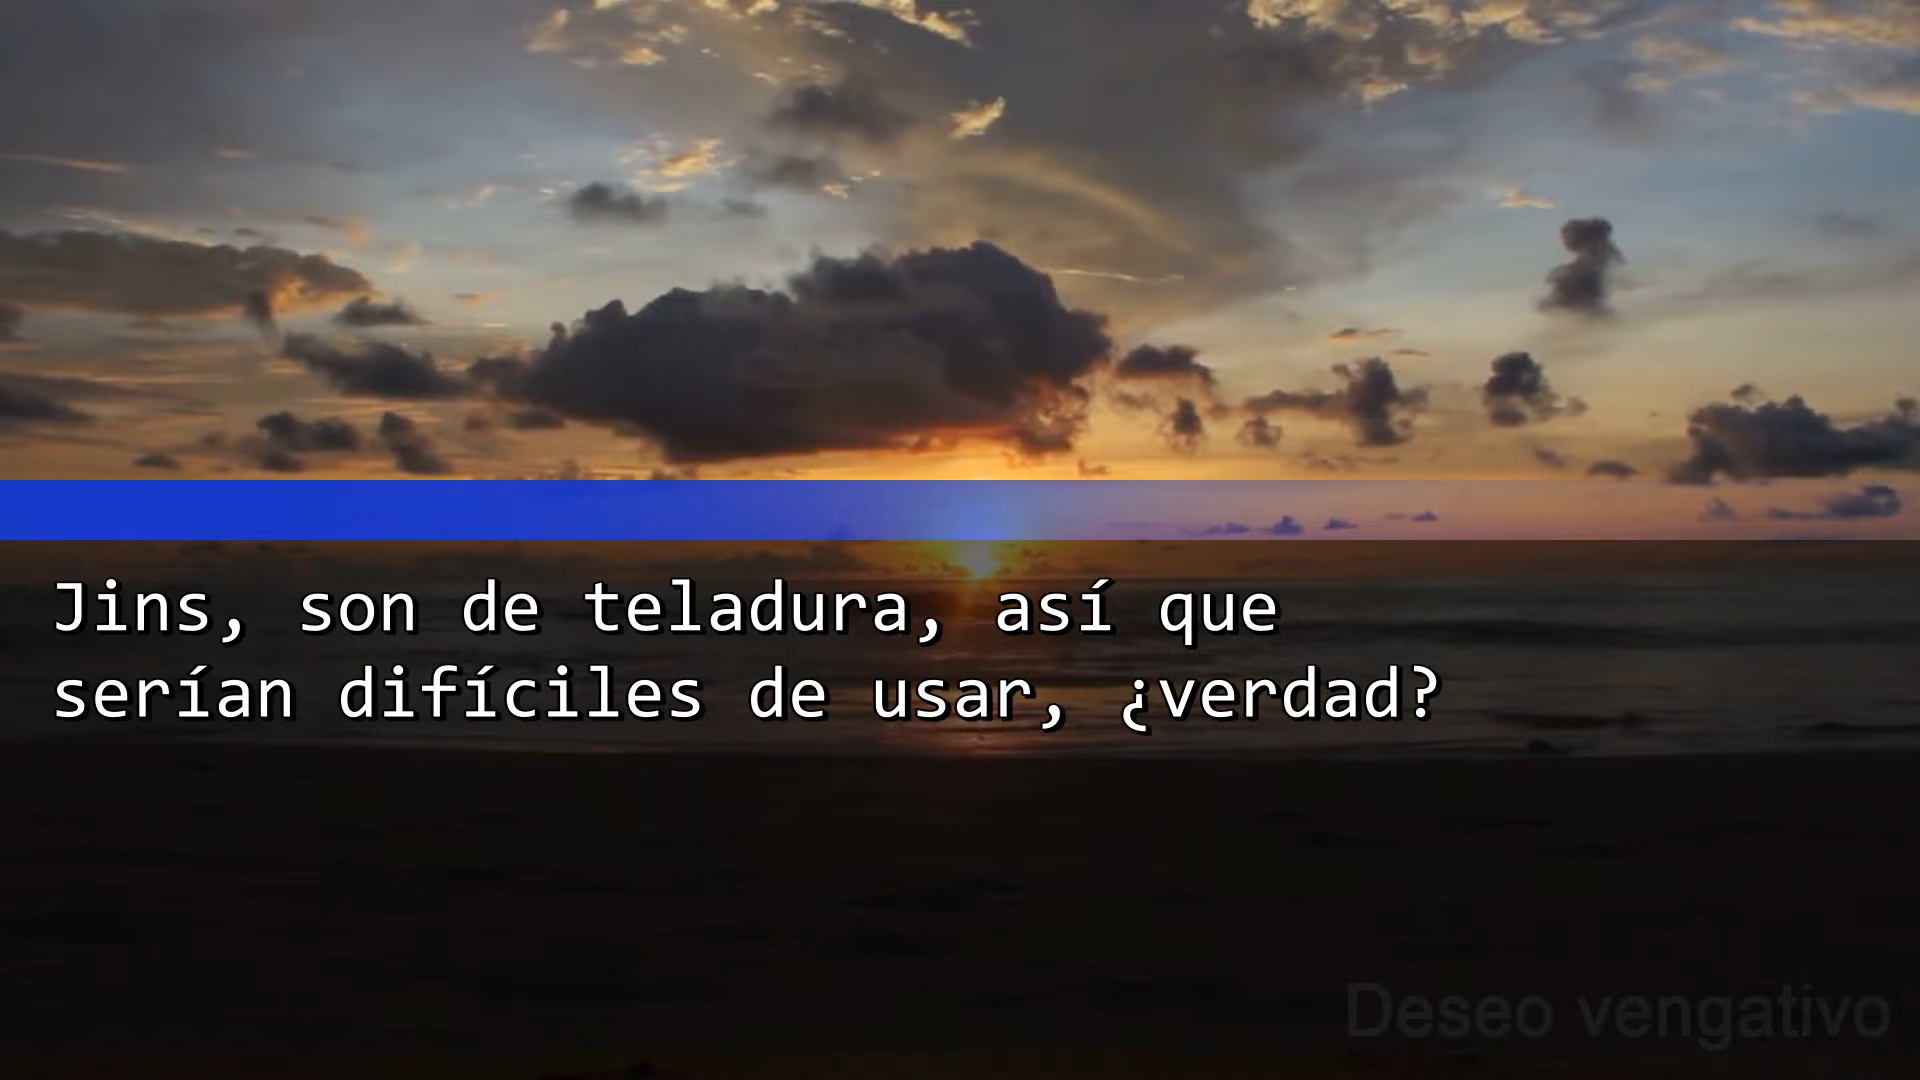 Jins, son de teladura, así que
serían difíciles de usar, ¿verdad?
Deseo vengativo